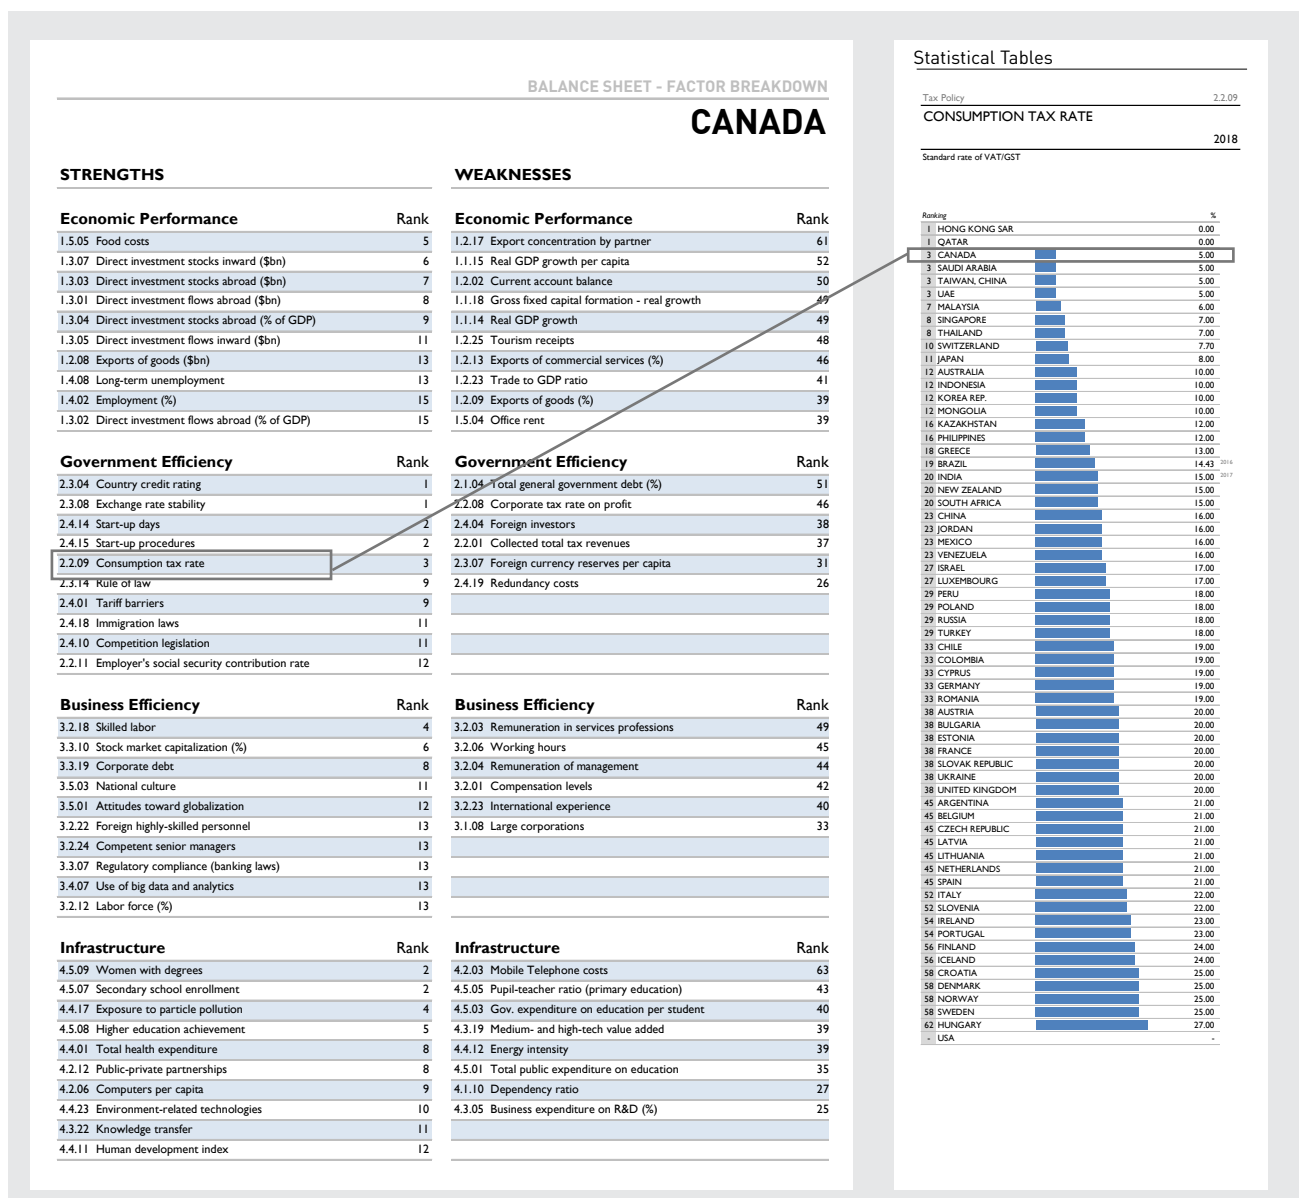 BALANCE SHEET - FACTOR BREAKDOWN
CANADA
STRENGTHS
Economic Performance Rank
1.5.05 Food costs 5
1.3.07 Direct investment stocks inward ($bn) 6
1.3.03 Direct investment stocks abroad ($bn) 7
1.3.01 Direct investment flows abroad ($bn) 8
1.3.04 Direct investment stocks abroad (% of GDP) 9
1.3.05 Direct investment flows inward ($bn) 11
1.2.08 Exports of goods ($bn) 13
1.4.08 Long-term unemployment 13
1.4.02 Employment (%) 15
1.3.02 Direct investment flows abroad (% of GDP) 15
Government Efficiency Rank
2.3.04 Country credit rating 1
2.3.08 Exchange rate stability 1
2.4.14 Start-up days 2
2.4.15 Start-up procedures 2
2.2.09 Consumption tax rate 3
2.3.14 Rule of law 9
2.4.01 Tariff barriers 9
2.4.18 Immigration laws 11
2.4.10 Competition legislation 11
2.2.11 Employer's social security contribution rate 12
Business Efficiency Rank
3.2.18 Skilled labor 4
3.3.10 Stock market capitalization (%) 6
3.3.19 Corporate debt 8
3.5.03 National culture 11
3.5.01 Attitudes toward globalization 12
3.2.22 Foreign highly-skilled personnel 13
3.2.24 Competent senior managers 13
3.3.07 Regulatory compliance (banking laws) 13
3.4.07 Use of big data and analytics 13
3.2.12 Labor force (%) 13
Infrastructure Rank
4.5.09 Women with degrees 2
4.5.07 Secondary school enrollment 2
4.4.17 Exposure to particle pollution 4
4.5.08 Higher education achievement 5
4.4.01 Total health expenditure 8
4.2.12 Public-private partnerships 8
4.2.06 Computers per capita 9
4.4.23 Environment-related technologies 10
4.3.22 Knowledge transfer 11
4.4.11 Human development index 12
WEAKNESSES
Economic Performance Rank
1.2.17 Export concentration by partner 61
1.1.15 Real GDP growth per capita 52
1.2.02 Current account balance 50
1.1.18 Gross fixed capital formation - real growth 49
1.1.14 Real GDP growth 49
1.2.25 Tourism receipts 48
1.2.13 Exports of commercial services (%) 46
1.2.23 Trade to GDP ratio 41
1.2.09 Exports of goods (%) 39
1.5.04 Office rent 39
Government Efficiency Rank
2.1.04 Total general government debt (%) 51
2.2.08 Corporate tax rate on profit 46
2.4.04 Foreign investors 38
2.2.01 Collected total tax revenues 37
2.3.07 Foreign currency reserves per capita 31
2.4.19 Redundancy costs 26
Business Efficiency Rank
3.2.03 Remuneration in services professions 49
3.2.06 Working hours 45
3.2.04 Remuneration of management 44
3.2.01 Compensation levels 42
3.2.23 International experience 40
3.1.08 Large corporations 33
Infrastructure Rank
4.2.03 Mobile Telephone costs 63
4.5.05 Pupil-teacher ratio (primary education) 43
4.5.03 Gov. expenditure on education per student 40
4.3.19 Medium- and high-tech value added 39
4.4.12 Energy intensity 39
4.5.01 Total public expenditure on education 35
4.1.10 Dependency ratio 27
4.3.05 Business expenditure on R&D (%) 25
Statistical Tables
Tax Policy 2.2.09
CONSUMPTION TAX RATE
2018
Standard rate of VAT/GST
Ranking %
1 HONG KONG SAR 0.00
1 QATAR 0.00
3 CANADA 5.00
3 SAUDI ARABIA 5.00
3 TAIWAN, CHINA 5.00
3 UAE 5.00
7 MALAYSIA 6.00
8 SINGAPORE 7.00
8 THAILAND 7.00
10 SWITZERLAND 7.70
11 JAPAN 8.00
12 AUSTRALIA 10.00
12 INDONESIA 10.00
12 KOREA REP. 10.00
12 MONGOLIA 10.00
16 KAZAKHSTAN 12.00
16 PHILIPPINES 12.00
18 GREECE 13.00
19 BRAZIL 14.43 2016
20 INDIA 15.00 2017
20 NEW ZEALAND 15.00
20 SOUTH AFRICA 15.00
23 CHINA 16.00
23 JORDAN 16.00
23 MEXICO 16.00
23 VENEZUELA 16.00
27 ISRAEL 17.00
27 LUXEMBOURG 17.00
29 PERU 18.00
29 POLAND 18.00
29 RUSSIA 18.00
29 TURKEY 18.00
33 CHILE 19.00
33 COLOMBIA 19.00
33 CYPRUS 19.00
33 GERMANY 19.00
33 ROMANIA 19.00
38 AUSTRIA 20.00
38 BULGARIA 20.00
38 ESTONIA 20.00
38 FRANCE 20.00
38 SLOVAK REPUBLIC 20.00
38 UKRAINE 20.00
38 UNITED KINGDOM 20.00
45 ARGENTINA 21.00
45 BELGIUM 21.00
45 CZECH REPUBLIC 21.00
45 LATVIA 21.00
45 LITHUANIA 21.00
45 NETHERLANDS 21.00
45 SPAIN 21.00
52 ITALY 22.00
52 SLOVENIA 22.00
54 IRELAND 23.00
54 PORTUGAL 23.00
56 FINLAND 24.00
56 ICELAND 24.00
58 CROATIA 25.00
58 DENMARK 25.00
58 NORWAY 25.00
58 SWEDEN 25.00
62 HUNGARY 27.00
- USA -